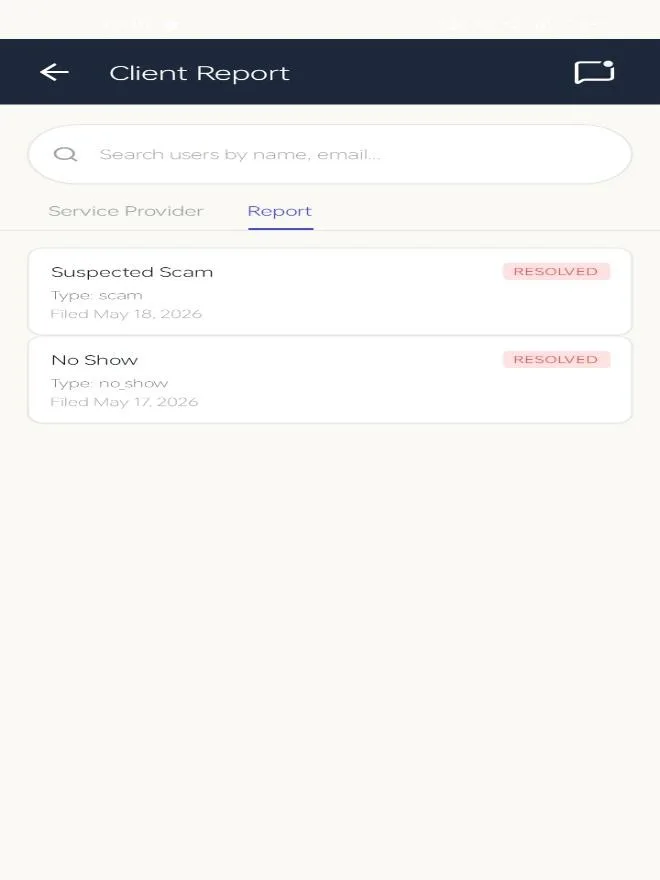 Client Report
Search users by name, email...
Service Provider
Report
Suspected Scam
RESOLVED
Type: scam
Filed May 18, 2026
No Show
RESOLVED
Type: no_show
Filed May 17, 2026